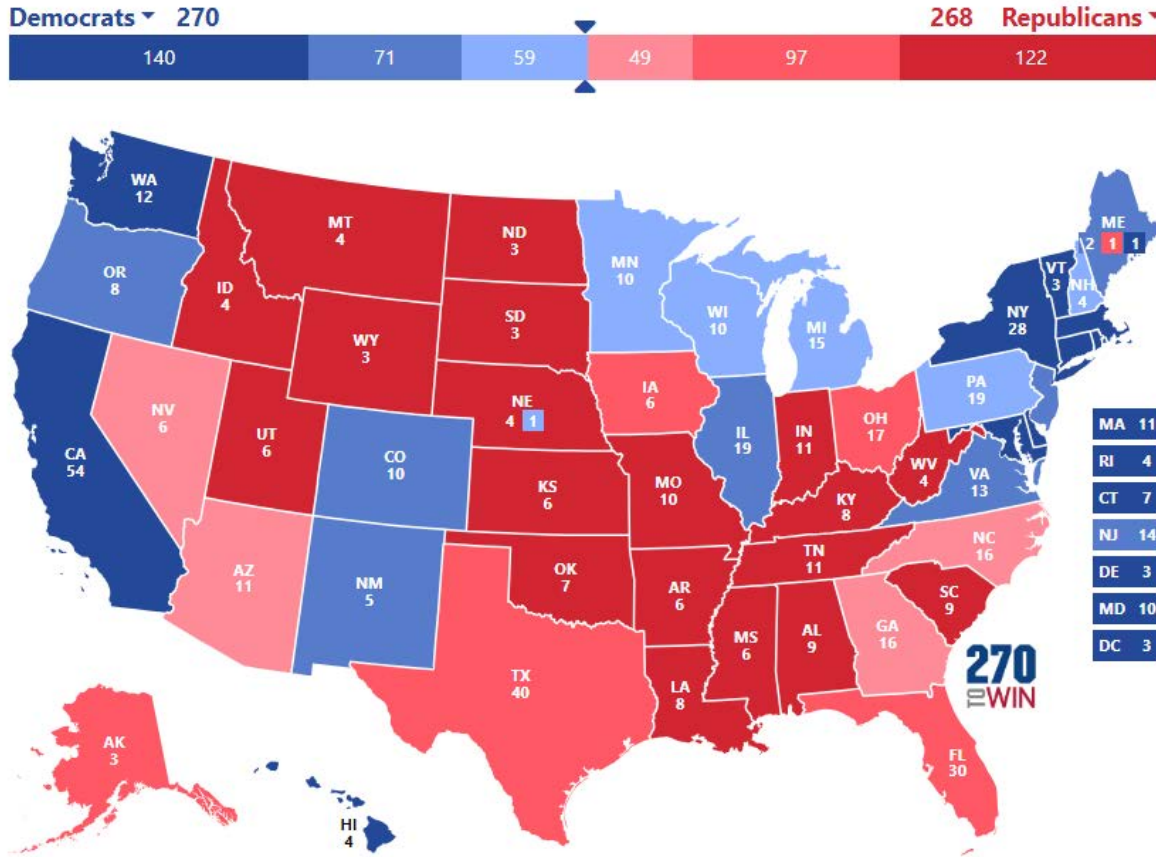 Democrats 270
268 Republicans
140 71 59 49 97 122
WA
12
MT
4
ND
3
MN
10
ME
2 1 1
VT
3
NH
4
OR
8
ID
4
SD
3
WI
10
MI
15
NY
28
WY
3
IA
6
PA
19
NV
6
NE
4 1
OH
17
CA
54
UT
6
CO
10
IL
19
IN
11
WV
4
VA
13
MA 11
RI 4
CT 7
NJ 14
DE 3
MD 10
DC 3
KS
6
MO
10
KY
8
NC
16
TN
11
AZ
11
NM
5
OK
7
AR
6
SC
9
MS
6
AL
9
GA
16
TX
40
LA
8
270
TO WIN
AK
3
FL
30
HI
4